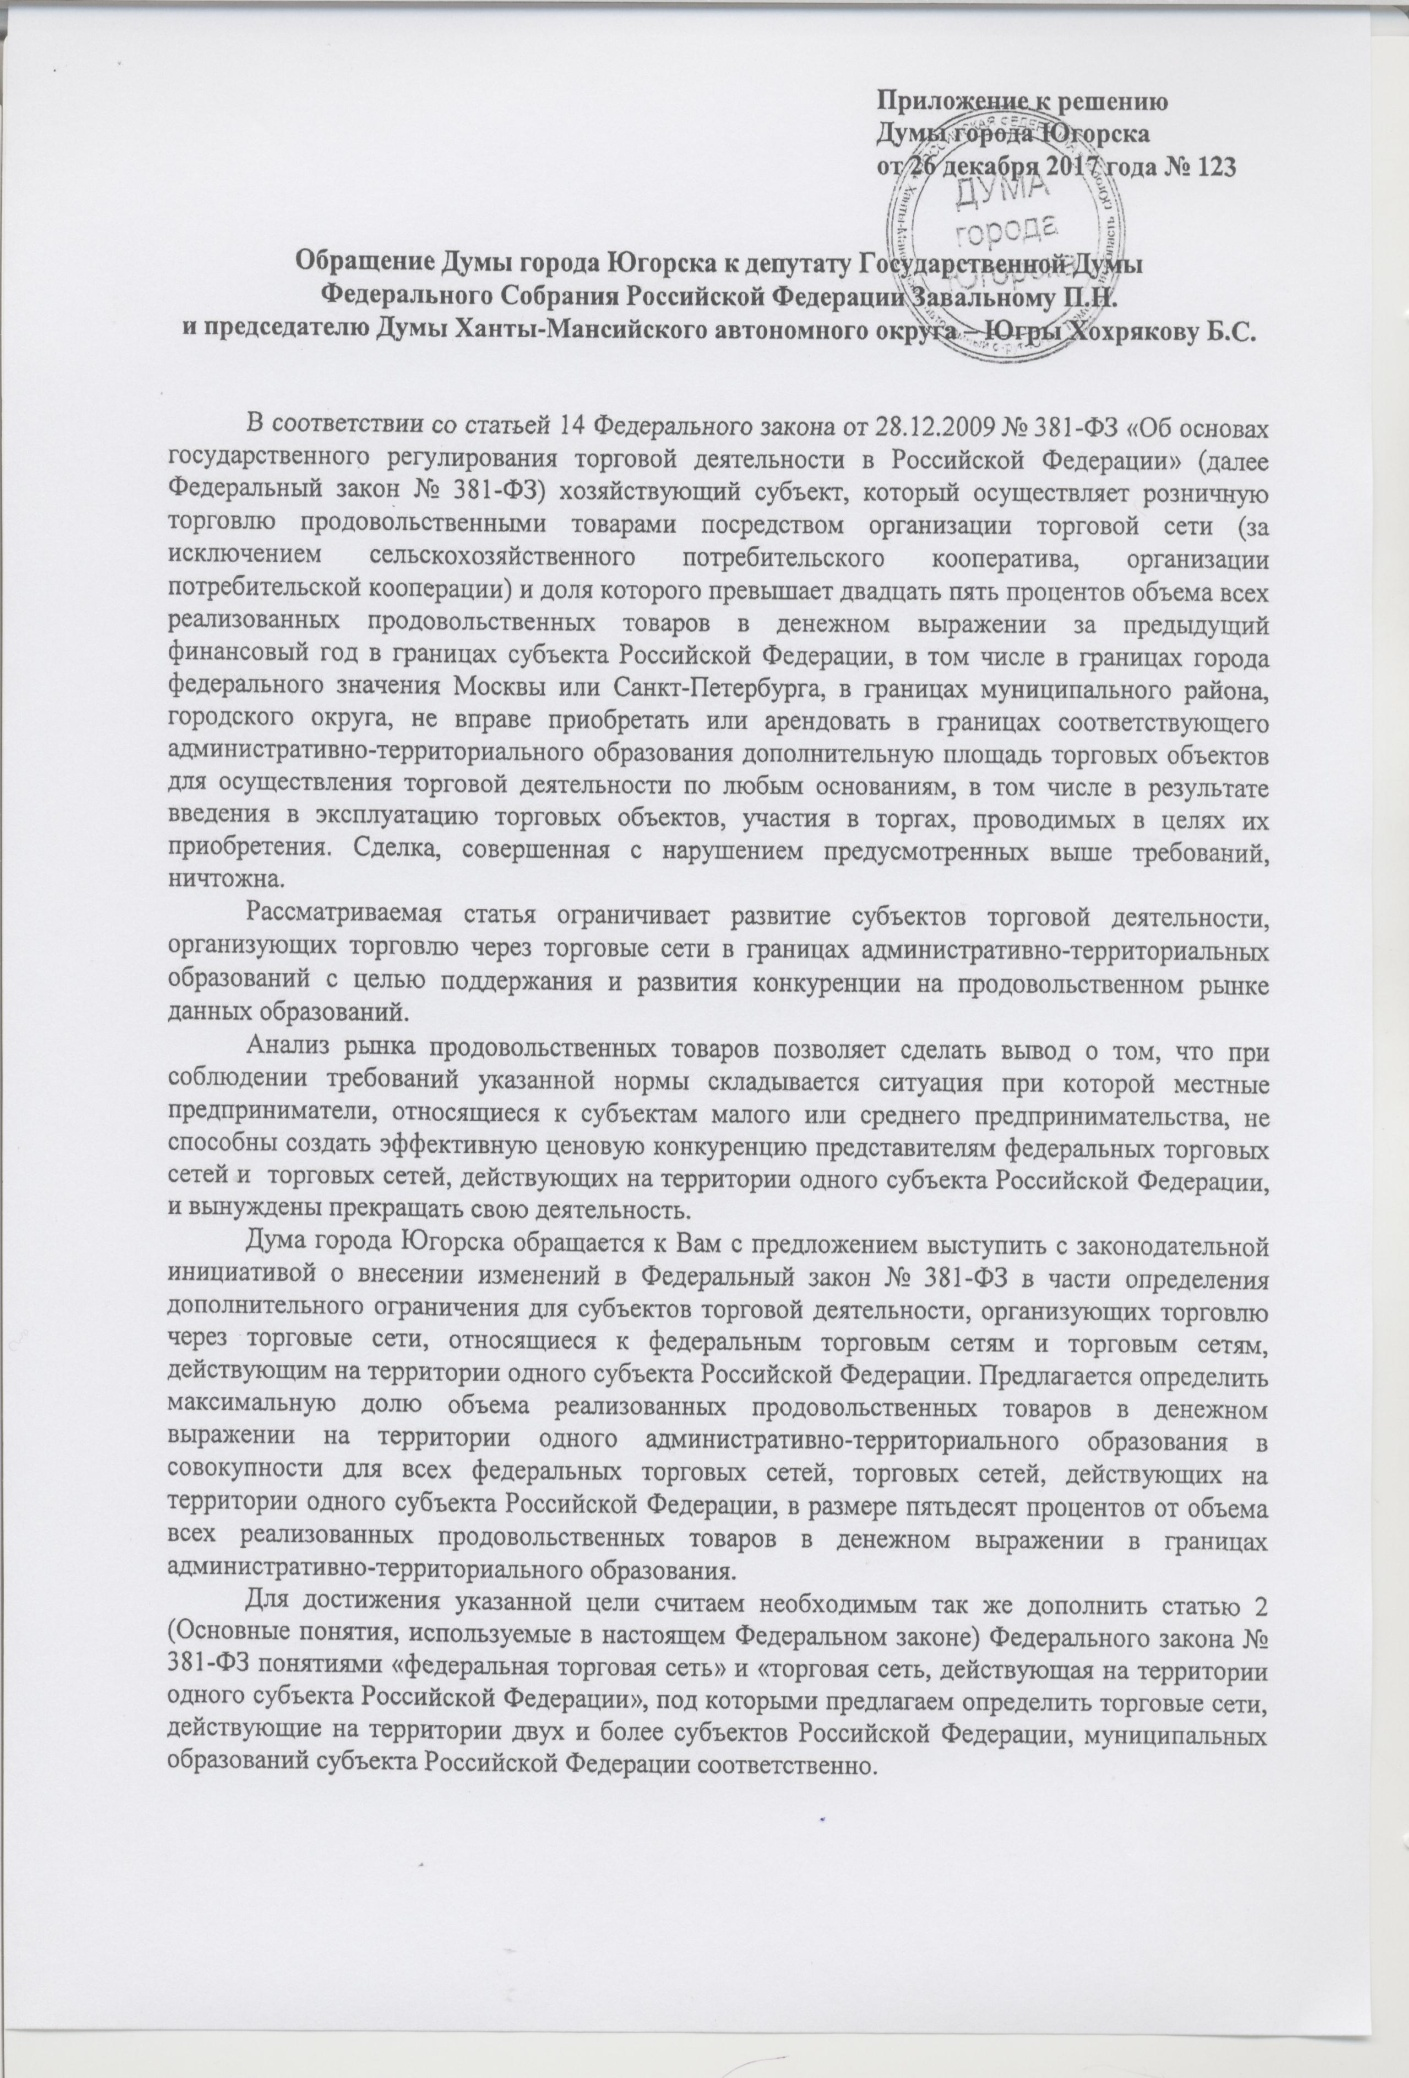 Приложение к решению
Думы города Югорска
от 26 декабря 2017 года № 123
ДУМА
города
Югорска
Обращение Думы города Югорска к депутату Государственной Думы
Федерального Собрания Российской Федерации Завальному П.Н.
и председателю Думы Ханты-Мансийского автономного округа – Югры Хохрякову Б.С.
В соответствии со статьей 14 Федерального закона от 28.12.2009 № 381-ФЗ «Об основах
государственного регулирования торговой деятельности в Российской Федерации» (далее
Федеральный закон № 381-ФЗ) хозяйствующий субъект, который осуществляет розничную
торговлю продовольственными товарами посредством организации торговой сети (за
исключением сельскохозяйственного потребительского кооператива, организации
потребительской кооперации) и доля которого превышает двадцать пять процентов объема всех
реализованных продовольственных товаров в денежном выражении за предыдущий
финансовый год в границах субъекта Российской Федерации, в том числе в границах города
федерального значения Москвы или Санкт-Петербурга, в границах муниципального района,
городского округа, не вправе приобретать или арендовать в границах соответствующего
административно-территориального образования дополнительную площадь торговых объектов
для осуществления торговой деятельности по любым основаниям, в том числе в результате
введения в эксплуатацию торговых объектов, участия в торгах, проводимых в целях их
приобретения. Сделка, совершенная с нарушением предусмотренных выше требований,
ничтожна.
Рассматриваемая статья ограничивает развитие субъектов торговой деятельности,
организующих торговлю через торговые сети в границах административно-территориальных
образований с целью поддержания и развития конкуренции на продовольственном рынке
данных образований.
Анализ рынка продовольственных товаров позволяет сделать вывод о том, что при
соблюдении требований указанной нормы складывается ситуация при которой местные
предприниматели, относящиеся к субъектам малого или среднего предпринимательства, не
способны создать эффективную ценовую конкуренцию представителям федеральных торговых
сетей и торговых сетей, действующих на территории одного субъекта Российской Федерации,
и вынуждены прекращать свою деятельность.
Дума города Югорска обращается к Вам с предложением выступить с законодательной
инициативой о внесении изменений в Федеральный закон № 381-ФЗ в части определения
дополнительного ограничения для субъектов торговой деятельности, организующих торговлю
через торговые сети, относящиеся к федеральным торговым сетям и торговым сетям,
действующим на территории одного субъекта Российской Федерации. Предлагается определить
максимальную долю объема реализованных продовольственных товаров в денежном
выражении на территории одного административно-территориального образования в
совокупности для всех федеральных торговых сетей, торговых сетей, действующих на
территории одного субъекта Российской Федерации, в размере пятьдесят процентов от объема
всех реализованных продовольственных товаров в денежном выражении в границах
административно-территориального образования.
Для достижения указанной цели считаем необходимым так же дополнить статью 2
(Основные понятия, используемые в настоящем Федеральном законе) Федерального закона №
381-ФЗ понятиями «федеральная торговая сеть» и «торговая сеть, действующая на территории
одного субъекта Российской Федерации», под которыми предлагаем определить торговые сети,
действующие на территории двух и более субъектов Российской Федерации, муниципальных
образований субъекта Российской Федерации соответственно.